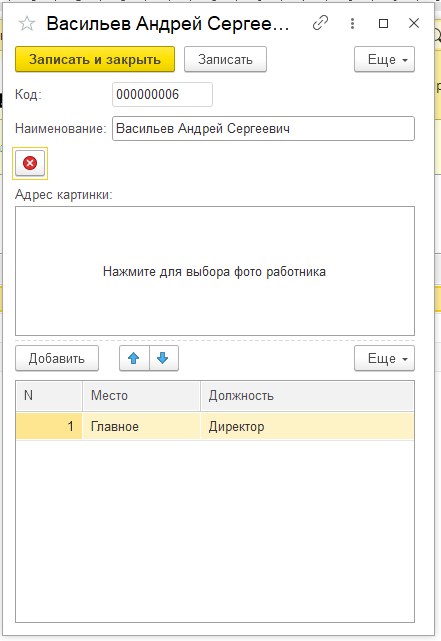 Васильев Андрей Сергее...
Записать и закрыть Записать Еще
Код: 000000006
Наименование: Васильев Андрей Сергеевич
Адрес картинки:
Нажмите для выбора фото работника
Добавить Еще
N Место Должность
1 Главное Директор